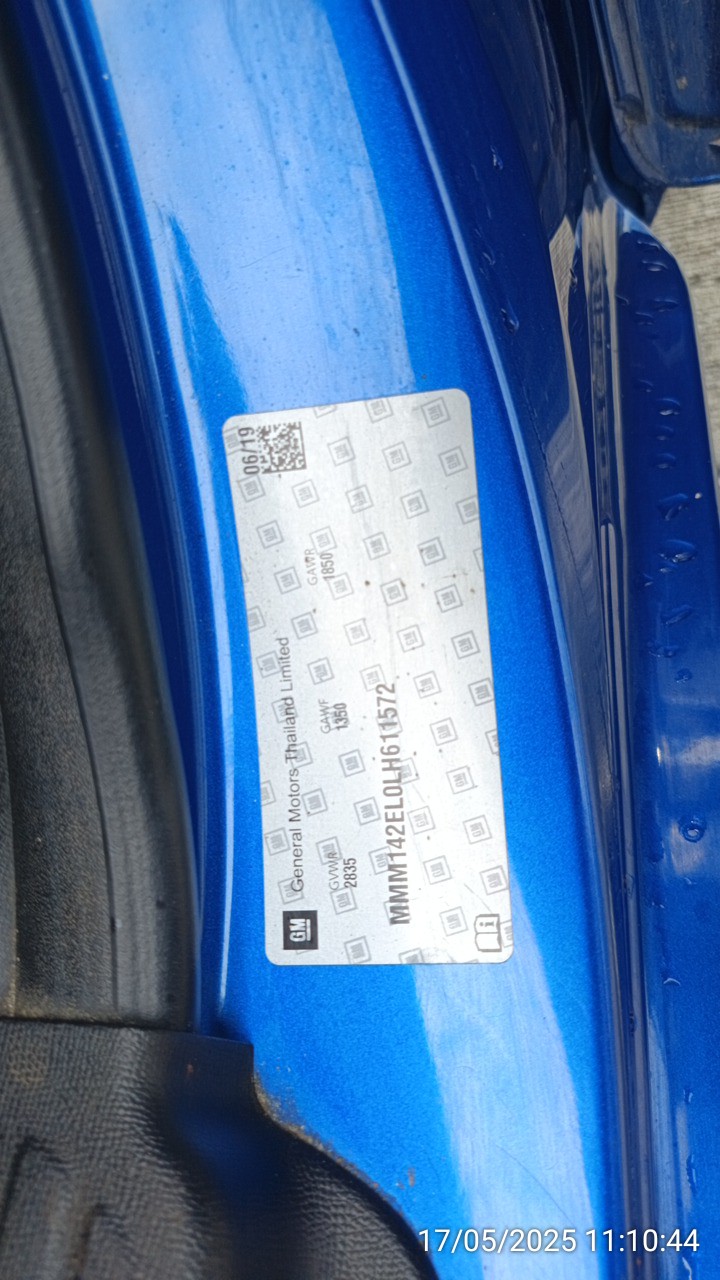 GM General Motors Thailand Limited 06/19
GVWR GAWF GAWR
2835 1350 1850
MMM142EL0LH611572
17/05/2025 11:10:44